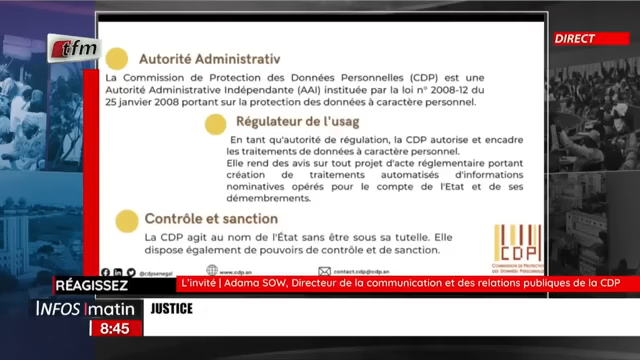 tfm
DIRECT
Autorité Administrativ
La Commission de Protection des Données Personnelles (CDP) est une
Autorité Administrative Indépendante (AAI) instituée par la loi n° 2008-12 du
25 janvier 2008 portant sur la protection des données à caractère personnel.
Régulateur de l'usag
En tant qu'autorité de régulation, la CDP autorise et encadre
les traitements de données à caractère personnel.
Elle rend des avis sur tout projet d'acte réglementaire portant
création de traitements automatisés d'informations
nominatives opérés pour le compte de l'Etat et de ses
démembrements.
Contrôle et sanction
La CDP agit au nom de l'État sans être sous sa tutelle. Elle
dispose également de pouvoirs de contrôle et de sanction.
CDP
COMMISSION DE PROTECTION
DES DONNÉES PERSONNELLES
@cdpsenegal
www.cdp.sn
contact.cdp@cdp.sn
RÉAGISSEZ
L'invité | Adama SOW, Directeur de la communication et des relations publiques de la CDP
INFOS matin
JUSTICE
8:45